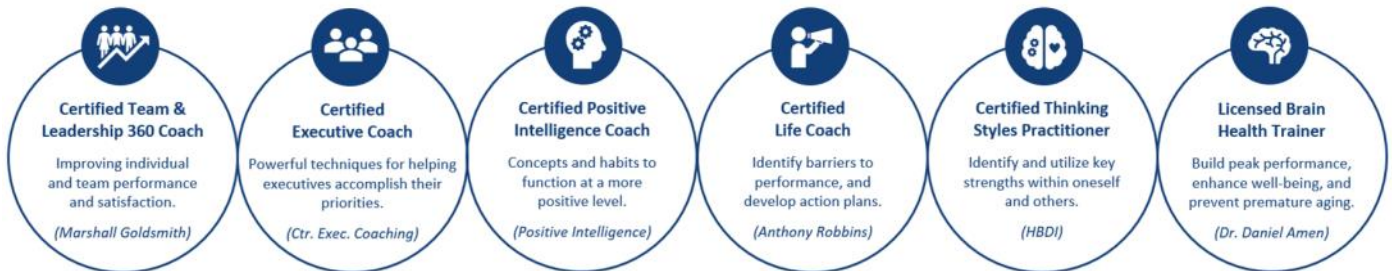 Certified Team &
Leadership 360 Coach
Improving individual
and team performance
and satisfaction.
(Marshall Goldsmith)
Certified
Executive Coach
Powerful techniques for helping
executives accomplish their
priorities.
(Ctr. Exec. Coaching)
Certified Positive
Intelligence Coach
Concepts and habits to
function at a more
positive level.
(Positive Intelligence)
Certified
Life Coach
Identify barriers to
performance, and
develop action plans.
(Anthony Robbins)
Certified Thinking
Styles Practitioner
Identify and utilize key
strengths within oneself
and others.
(HBDI)
Licensed Brain
Health Trainer
Build peak performance,
enhance well-being, and
prevent premature aging.
(Dr. Daniel Amen)